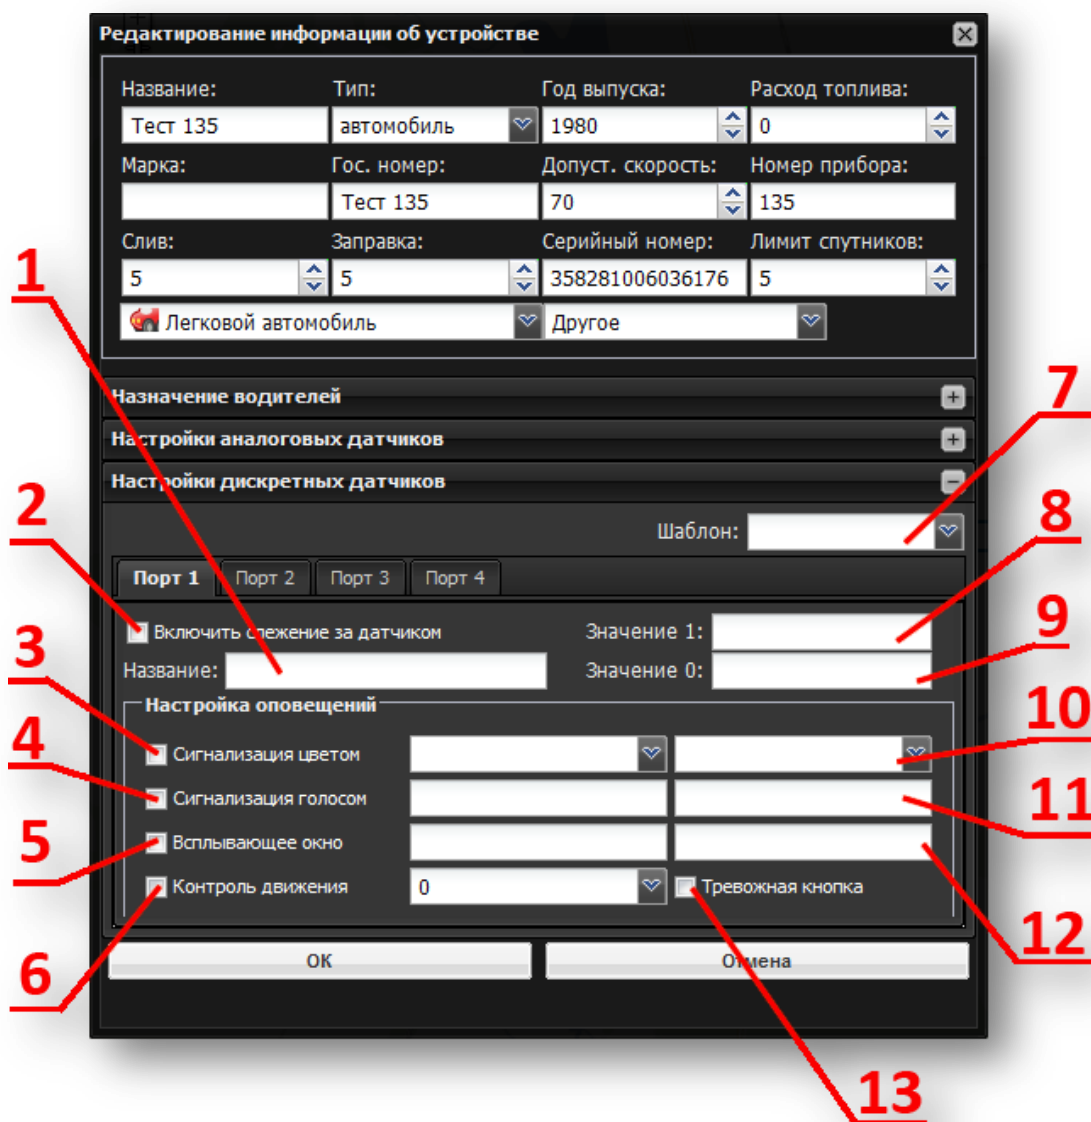 Редактирование информации об устройстве
Название: Тип: Год выпуска: Расход топлива:
Тест 135 автомобиль 1980 0
Марка: Гос. номер: Допуст. скорость: Номер прибора:
Тест 135 70 135
Слив: Заправка: Серийный номер: Лимит спутников:
1
5 5 358281006036176 5
Легковой автомобиль Другое
Назначение водителей
7
Настройки аналоговых датчиков
Настройки дискретных датчиков
2
8
Шаблон:
Порт 1 Порт 2 Порт 3 Порт 4
9
Включить слежение за датчиком Значение 1:
3
Название: Значение 0:
Настройка оповещений
10
4
Сигнализация цветом
Сигнализация голосом
11
5
Всплывающее окно
Контроль движения 0 Тревожная кнопка
12
6
ОК Отмена
13